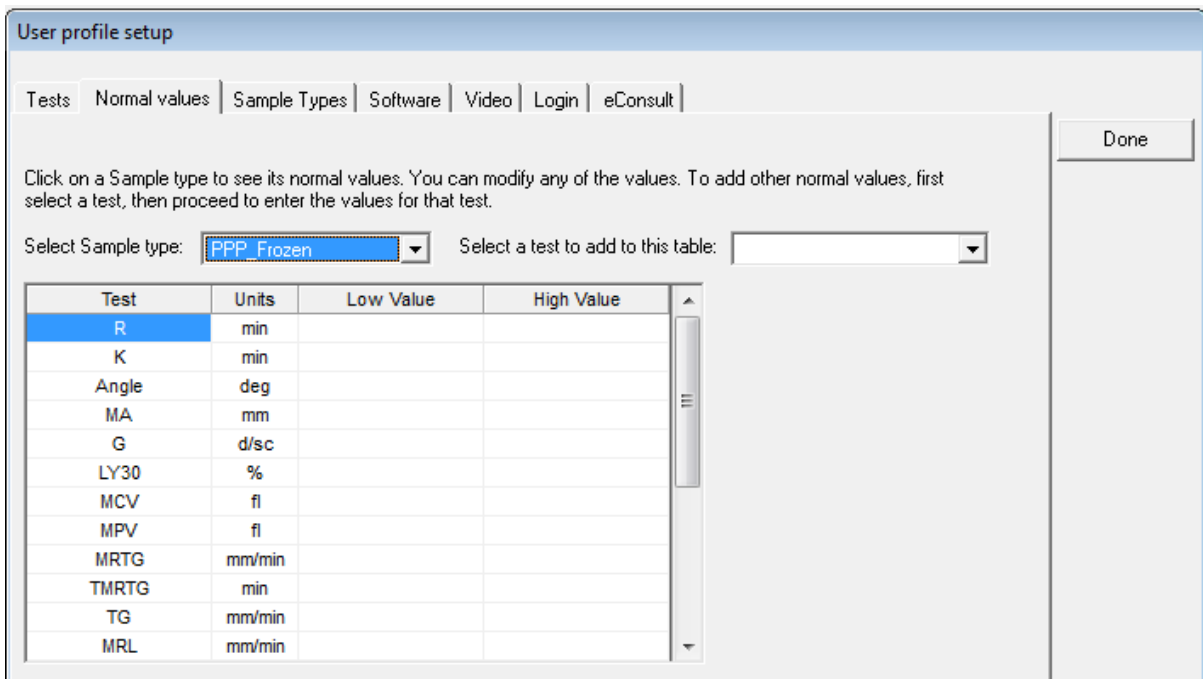 User profile setup
Tests Normal values Sample Types Software Video Login eConsult
Done
Click on a Sample type to see its normal values. You can modify any of the values. To add other normal values, first
select a test, then proceed to enter the values for that test.
Select Sample type: PPP_Frozen Select a test to add to this table:
Test Units Low Value High Value
R min
K min
Angle deg
MA mm
G d/sc
LY30 %
MCV fl
MPV fl
MRTG mm/min
TMRTG min
TG mm/min
MRL mm/min